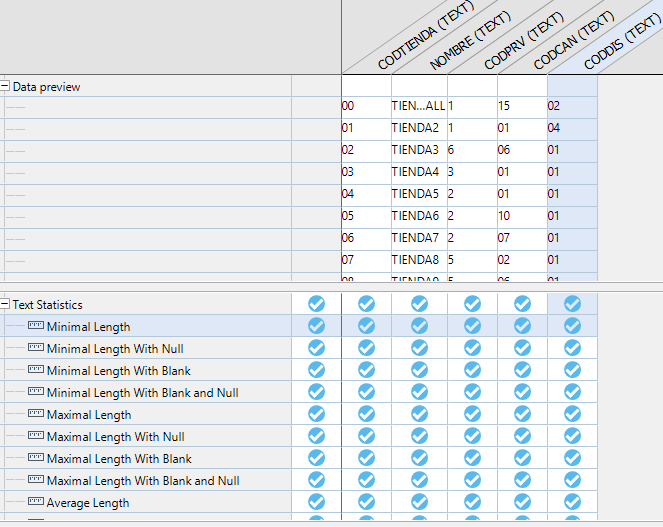 CODTIENDA (TEXT)
NOMBRE (TEXT)
CODPRV (TEXT)
CODCAN (TEXT)
CODDIS (TEXT)
Data preview
00 TIEN...ALL 1 15 02
01 TIENDA2 1 01 04
02 TIENDA3 6 06 01
03 TIENDA4 3 01 01
04 TIENDA5 2 01 01
05 TIENDA6 2 10 01
06 TIENDA7 2 07 01
07 TIENDA8 5 02 01
08 TIENDA9 5 06 01
Text Statistics
Minimal Length
Minimal Length With Null
Minimal Length With Blank
Minimal Length With Blank and Null
Maximal Length
Maximal Length With Null
Maximal Length With Blank
Maximal Length With Blank and Null
Average Length